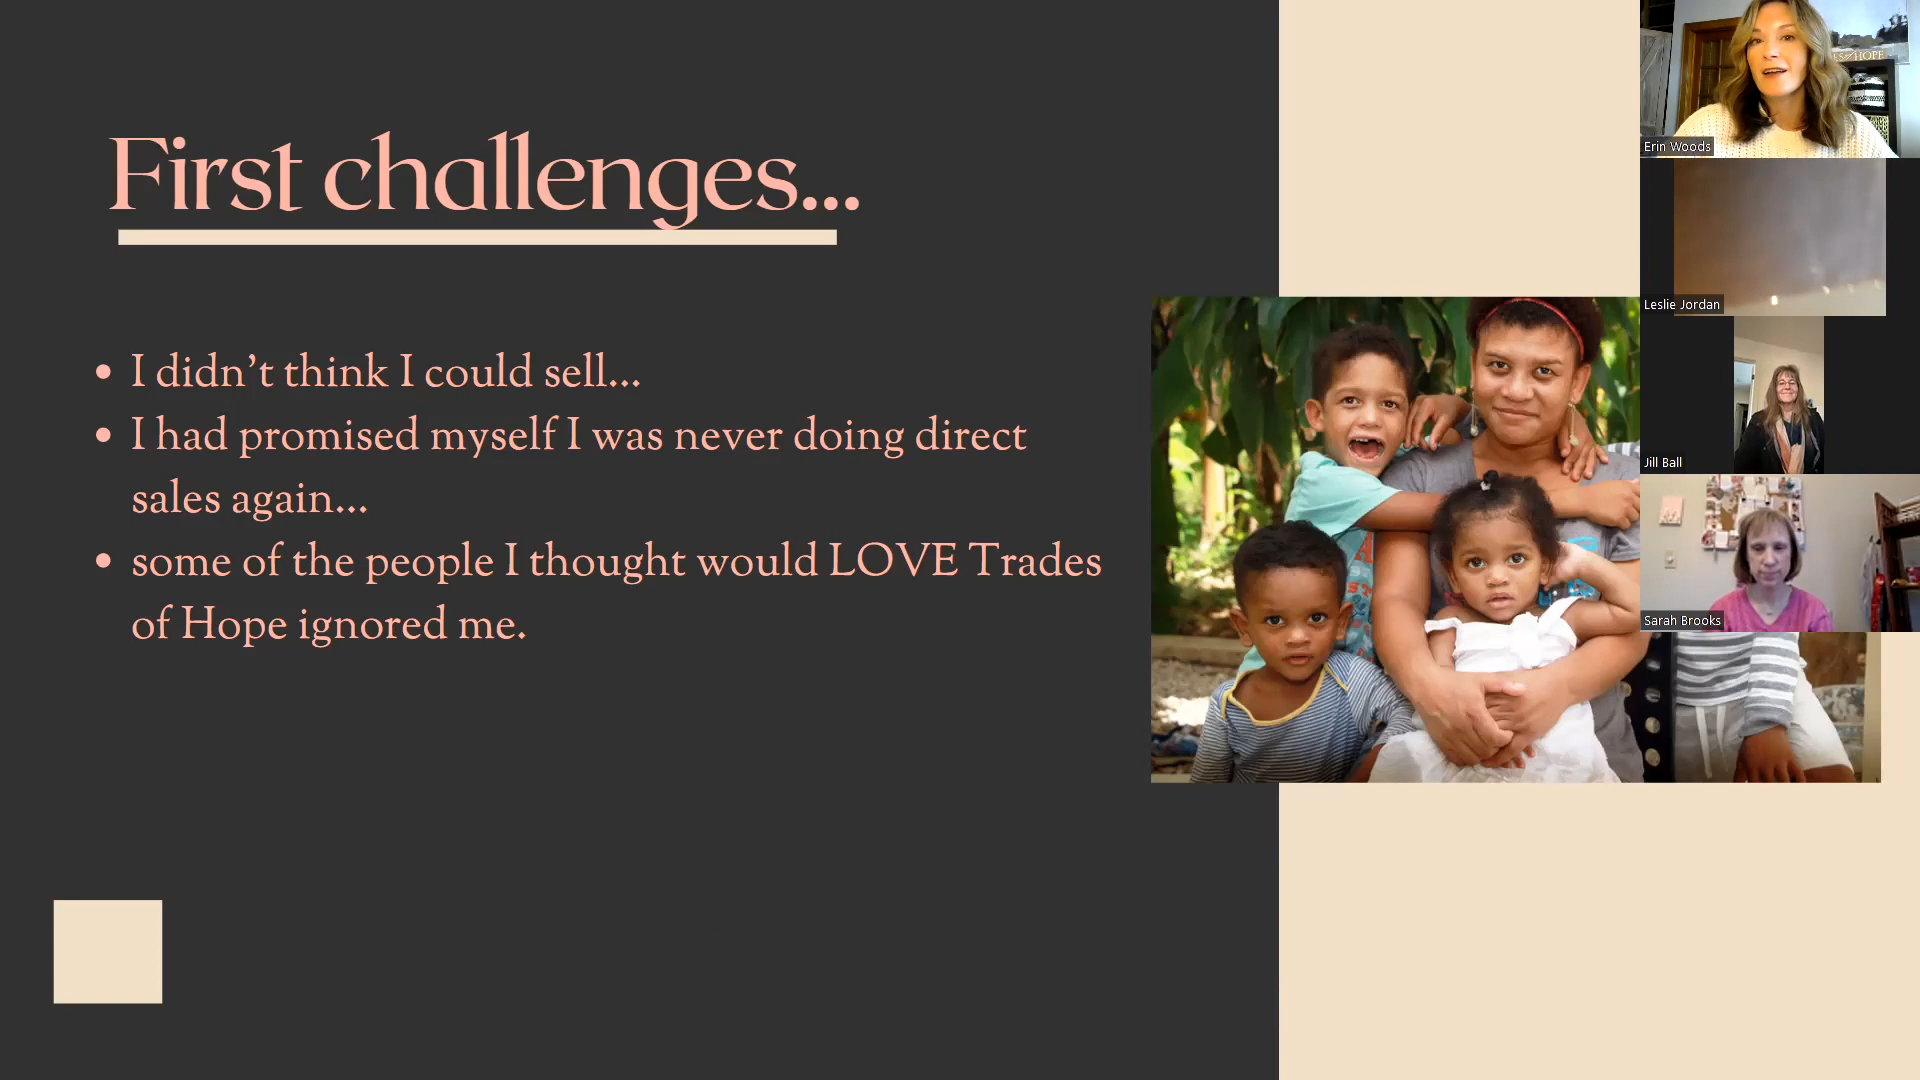 First challenges...
• I didn't think I could sell...
• I had promised myself I was never doing direct
sales again...
• some of the people I thought would LOVE Trades
of Hope ignored me.
HOPE
Erin Woods
Leslie Jordan
Jill Ball
Sarah Brooks